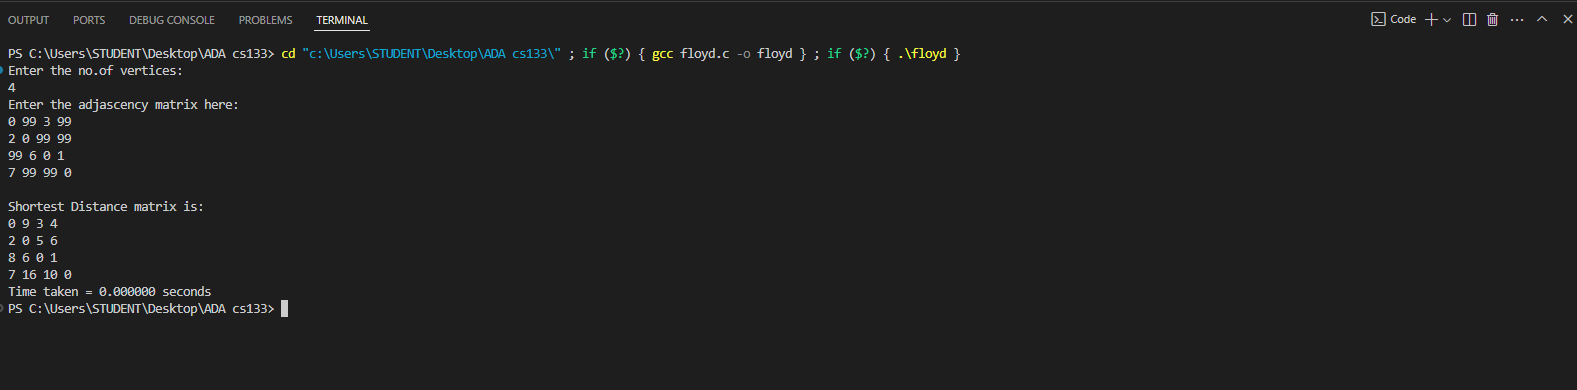 OUTPUT PORTS DEBUG CONSOLE PROBLEMS TERMINAL Code
PS C:\Users\STUDENT\Desktop\ADA cs133> cd "c:\Users\STUDENT\Desktop\ADA cs133\" ; if ($?) { gcc floyd.c -o floyd } ; if ($?) { .\floyd }
Enter the no.of vertices:
4
Enter the adjascency matrix here:
0 99 3 99
2 0 99 99
99 6 0 1
7 99 99 0
Shortest Distance matrix is:
0 9 3 4
2 0 5 6
8 6 0 1
7 16 10 0
Time taken = 0.000000 seconds
PS C:\Users\STUDENT\Desktop\ADA cs133>